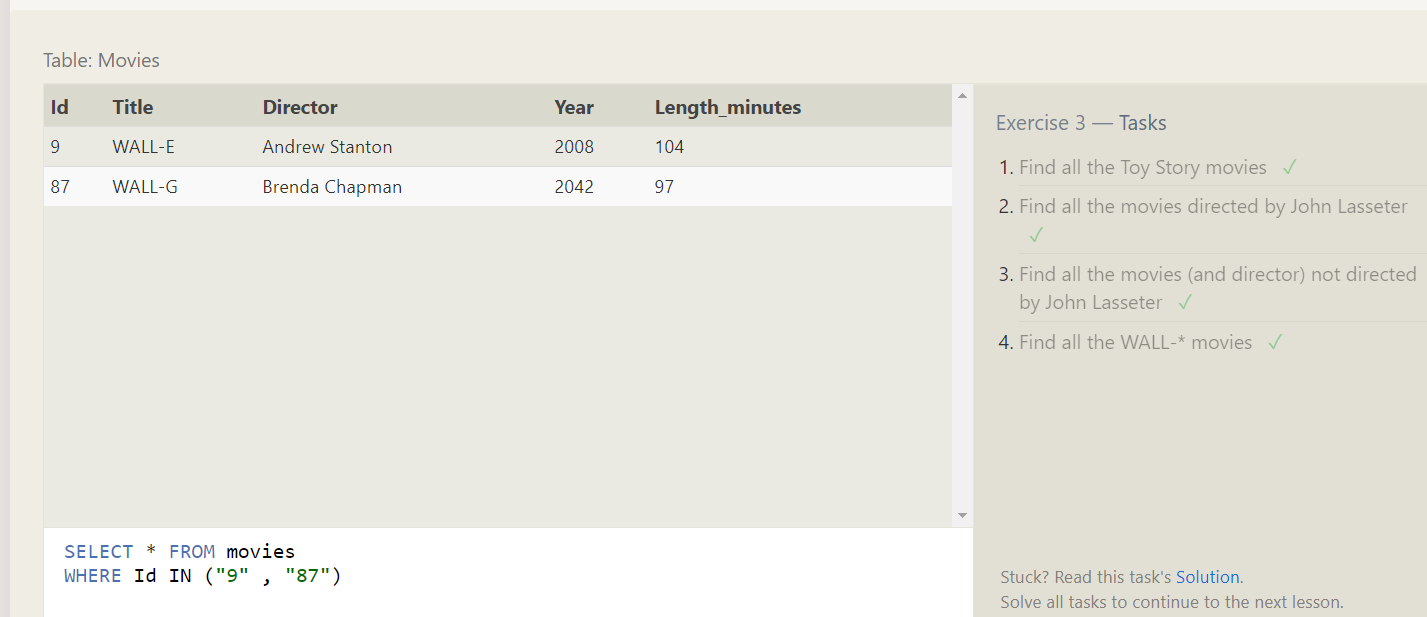 Table: Movies
Id Title Director Year Length_minutes
9 WALL-E Andrew Stanton 2008 104
87 WALL-G Brenda Chapman 2042 97
SELECT * FROM movies
WHERE Id IN ("9" , "87")
Exercise 3 — Tasks
1. Find all the Toy Story movies ✓
2. Find all the movies directed by John Lasseter
✓
3. Find all the movies (and director) not directed
by John Lasseter ✓
4. Find all the WALL-* movies ✓
Stuck? Read this task's Solution.
Solve all tasks to continue to the next lesson.